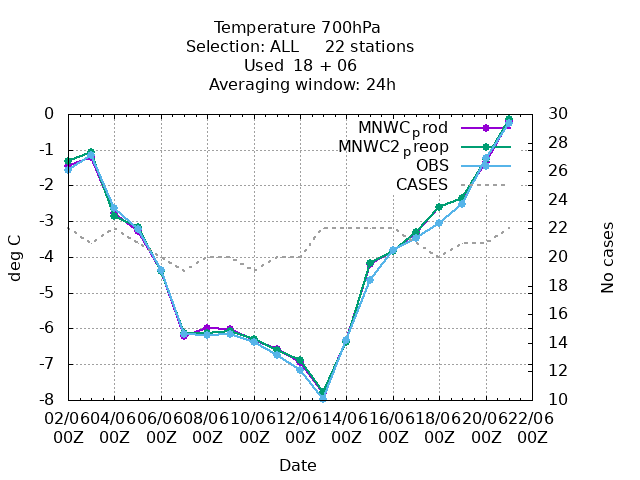 Temperature 700hPa
Selection: ALL     22 stations
Used  18 + 06
Averaging window: 24h
MNWC_prod
MNWC2_preop
OBS
CASES
0
-1
-2
-3
-4
-5
-6
-7
-8
30
28
26
24
22
20
18
16
14
12
10
deg C
No cases
02/06 04/06 06/06 08/06 10/06 12/06 14/06 16/06 18/06 20/06 22/06
00Z 00Z 00Z 00Z 00Z 00Z 00Z 00Z 00Z 00Z 00Z
Date